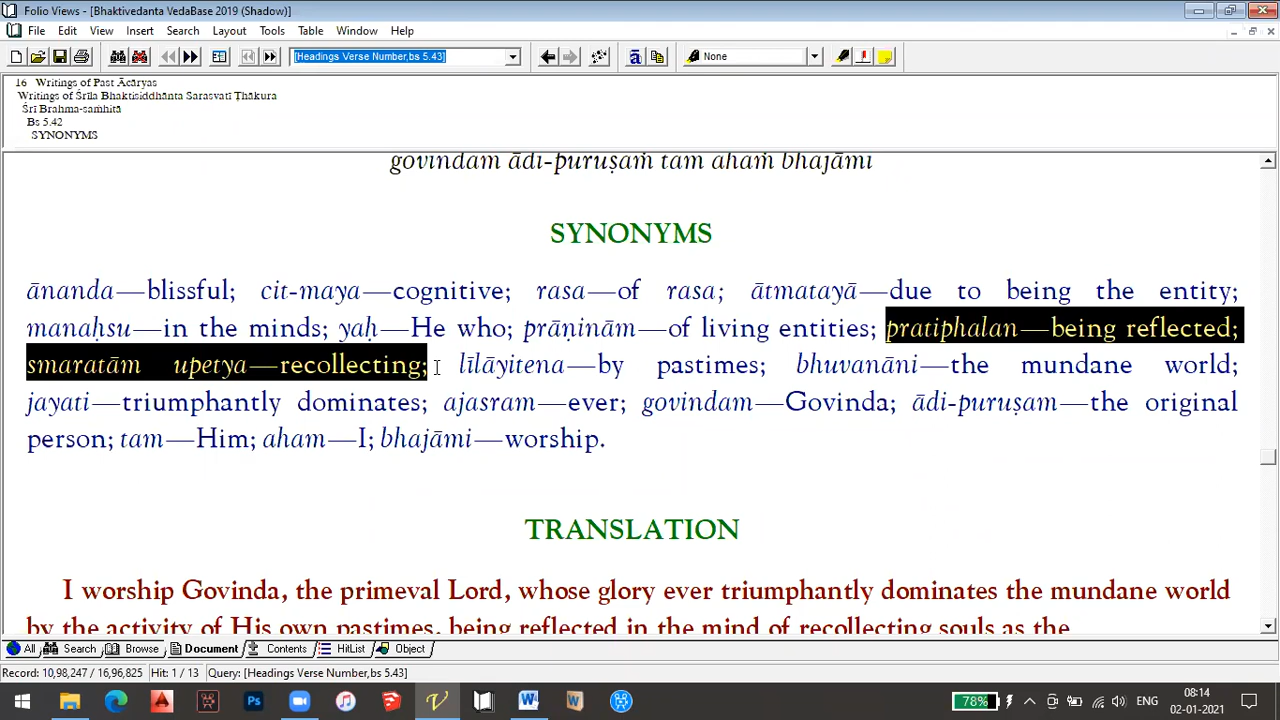 Folio Views - [Bhaktivedanta VedaBase 2019 (Shadow)]
File Edit View Insert Search Layout Tools Table Window Help
[Headings Verse Number,bs 5.43] None
16 Writings of Past Ācāryas
Writings of Śrīla Bhaktisiddhānta Sarasvatī Ṭhākura
Śrī Brahma-saṁhitā
Bs 5.42
SYNONYMS
govindam ādi-puruṣaṁ tam ahaṁ bhajāmi
SYNONYMS
ānanda—blissful; cit-maya—cognitive; rasa—of rasa; ātmatayā—due to being the entity;
manaḥsu—in the minds; yaḥ—He who; prāṇinām—of living entities; pratiphalan—being reflected;
smaratām upetya—recollecting; līlāyitena—by pastimes; bhuvanāni—the mundane world;
jayati—triumphantly dominates; ajasram—ever; govindam—Govinda; ādi-puruṣam—the original
person; tam—Him; aham—I; bhajāmi—worship.
TRANSLATION
I worship Govinda, the primeval Lord, whose glory ever triumphantly dominates the mundane world
by the activity of His own pastimes, being reflected in the mind of recollecting souls as the
All Search Browse Document Contents HitList Object
Record: 10,98,247 / 16,96,825 Hit: 1 / 13 Query: [Headings Verse Number,bs 5.43]
78% ENG 08:14
02-01-2021